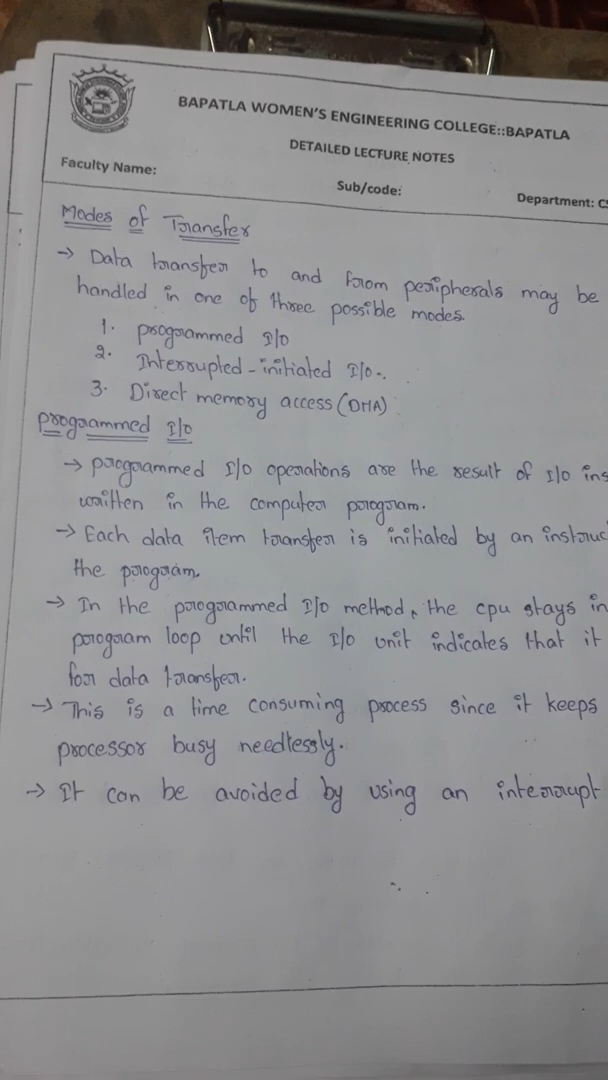 BAPATLA WOMEN'S ENGINEERING COLLEGE::BAPATLA
DETAILED LECTURE NOTES
Faculty Name:
Sub/code:
Department: CS
Modes of Transfer
→ Data transfer to and from peripherals may be
handled in one of three possible modes.
1. programmed I/O
2. Interrupted-initiated I/O.
3. Direct memory access (DMA)
programmed I/O
→ programmed I/O operations are the result of I/O ins
written in the computer program.
→ Each data item transfer is initiated by an instruc
the program.
→ In the programmed I/O method, the cpu stays in
program loop until the I/O unit indicates that it
for data transfer.
→ This is a time consuming process since it keeps
processor busy needlessly.
→ It can be avoided by using an interrupt